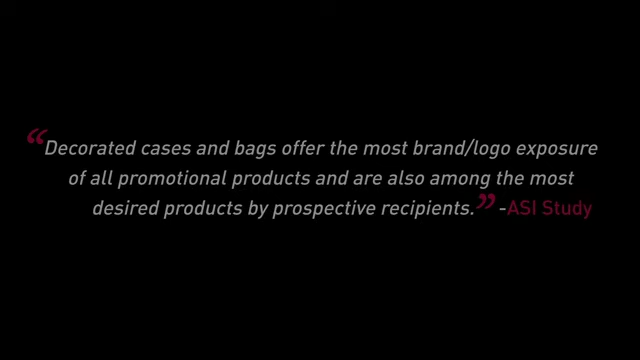 “Decorated cases and bags offer the most brand/logo exposure
of all promotional products and are also among the most
desired products by prospective recipients.” -ASI Study